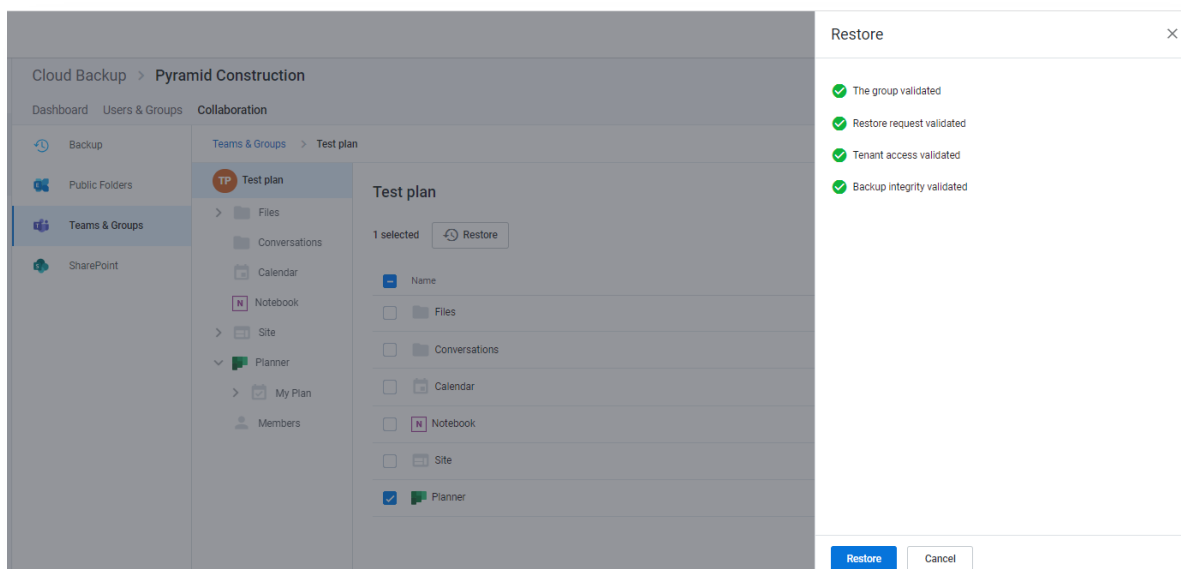 Restore
Cloud Backup > Pyramid Construction
Dashboard Users & Groups Collaboration
Backup
Public Folders
Teams & Groups
SharePoint
Teams & Groups > Test plan
TP Test plan
Files
Conversations
Calendar
N Notebook
Site
Planner
My Plan
Members
Test plan
1 selected Restore
Name
Files
Conversations
Calendar
N Notebook
Site
Planner
The group validated
Restore request validated
Tenant access validated
Backup integrity validated
Restore Cancel